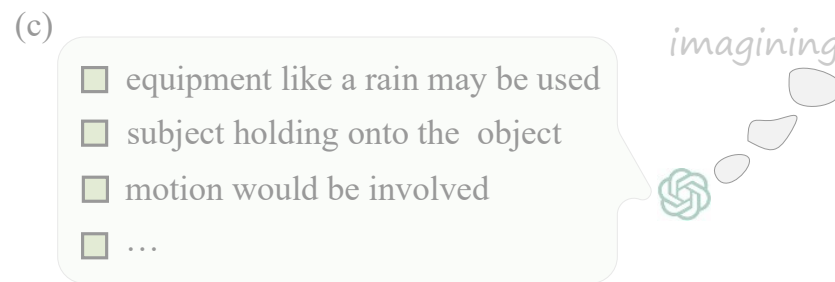 (c)
imagining
equipment like a rain may be used
subject holding onto the object
motion would be involved
...